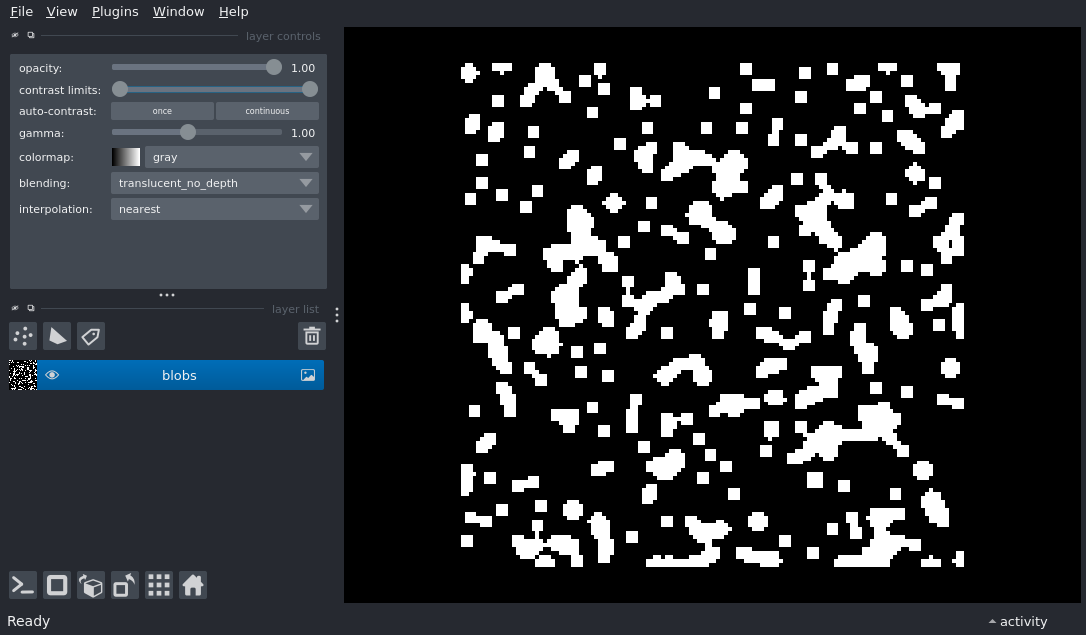 File View Plugins Window Help
layer controls
opacity: 1.00
contrast limits:
auto-contrast: once continuous
gamma: 1.00
colormap: gray
blending: translucent_no_depth
interpolation: nearest
layer list
blobs
Ready activity